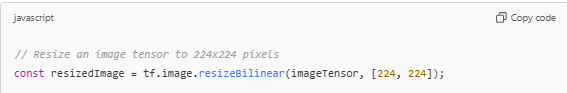 javascript
Copy code
// Resize an image tensor to 224x224 pixels
const resizedImage = tf.image.resizeBilinear(imageTensor, [224, 224]);